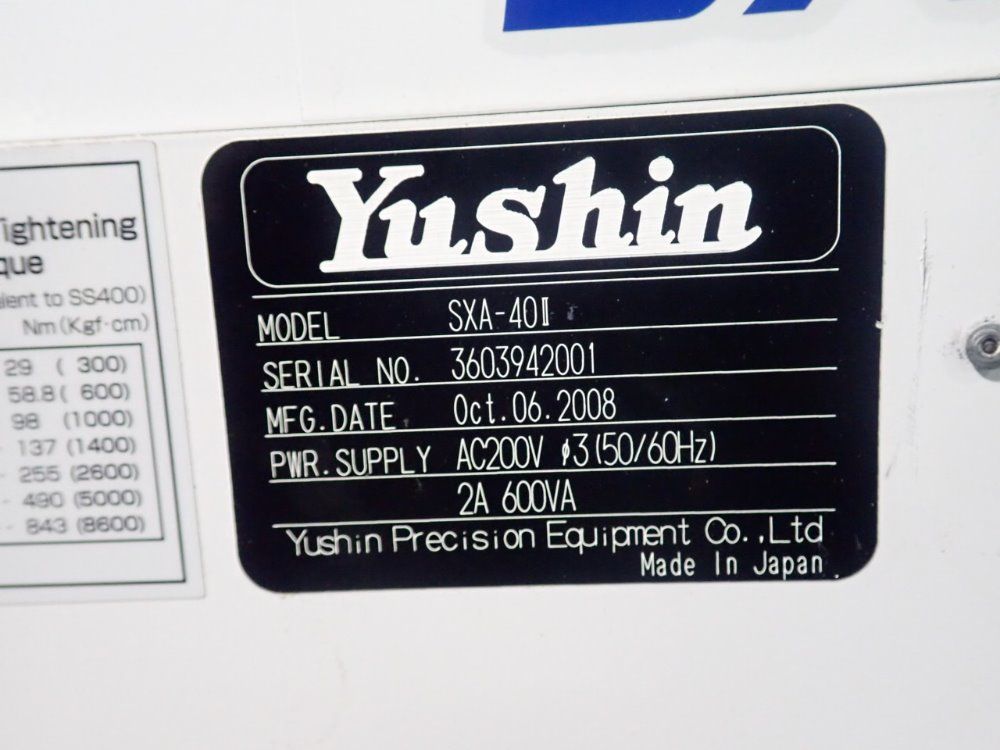 Tightening
que
lent to SS400)
Nm (Kgf·cm)
29 ( 300)
58.8 ( 600)
98 (1000)
- 137 (1400)
- 255 (2600)
- 490 (5000)
- 843 (8600)
Yushin
MODEL SXA-40Ⅱ
SERIAL NO. 3603942001
MFG.DATE Oct.06.2008
PWR.SUPPLY AC200V φ3(50/60Hz)
2A 600VA
Yushin Precision Equipment Co.,Ltd
Made In Japan